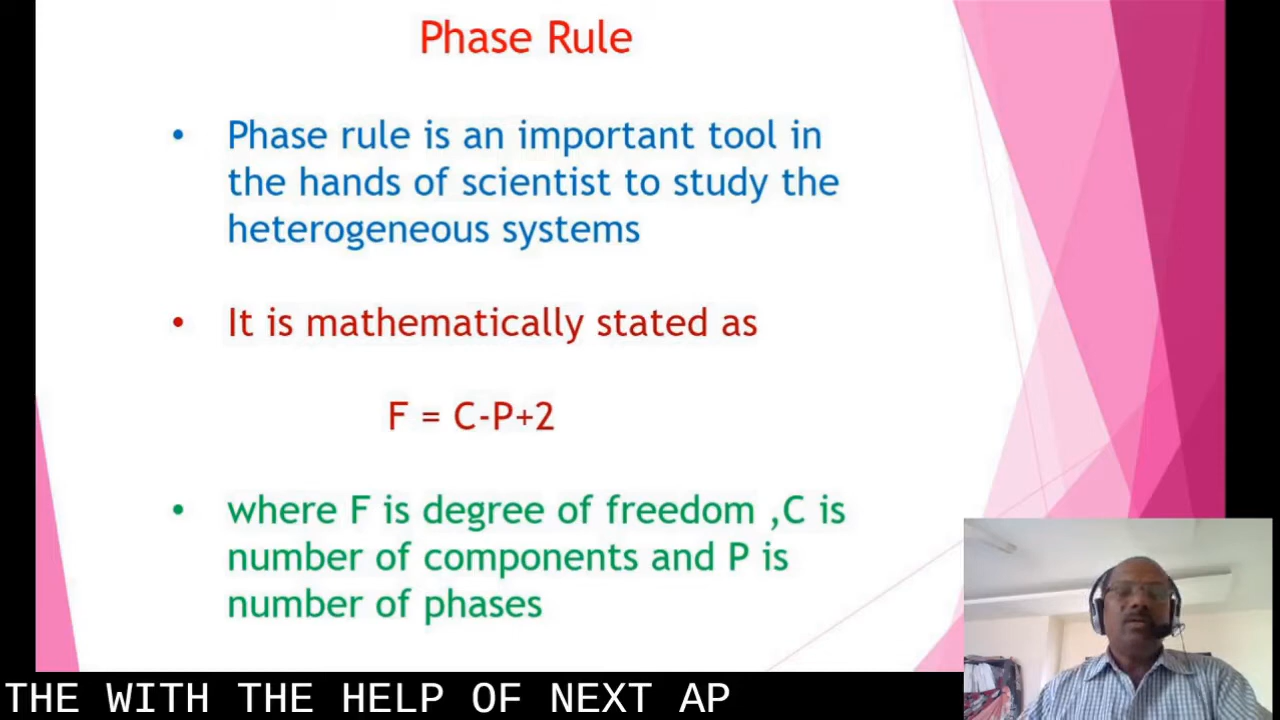 Phase Rule
• Phase rule is an important tool in
the hands of scientist to study the
heterogeneous systems
• It is mathematically stated as
F = C-P+2
• where F is degree of freedom ,C is
number of components and P is
number of phases
THE WITH THE HELP OF NEXT AP